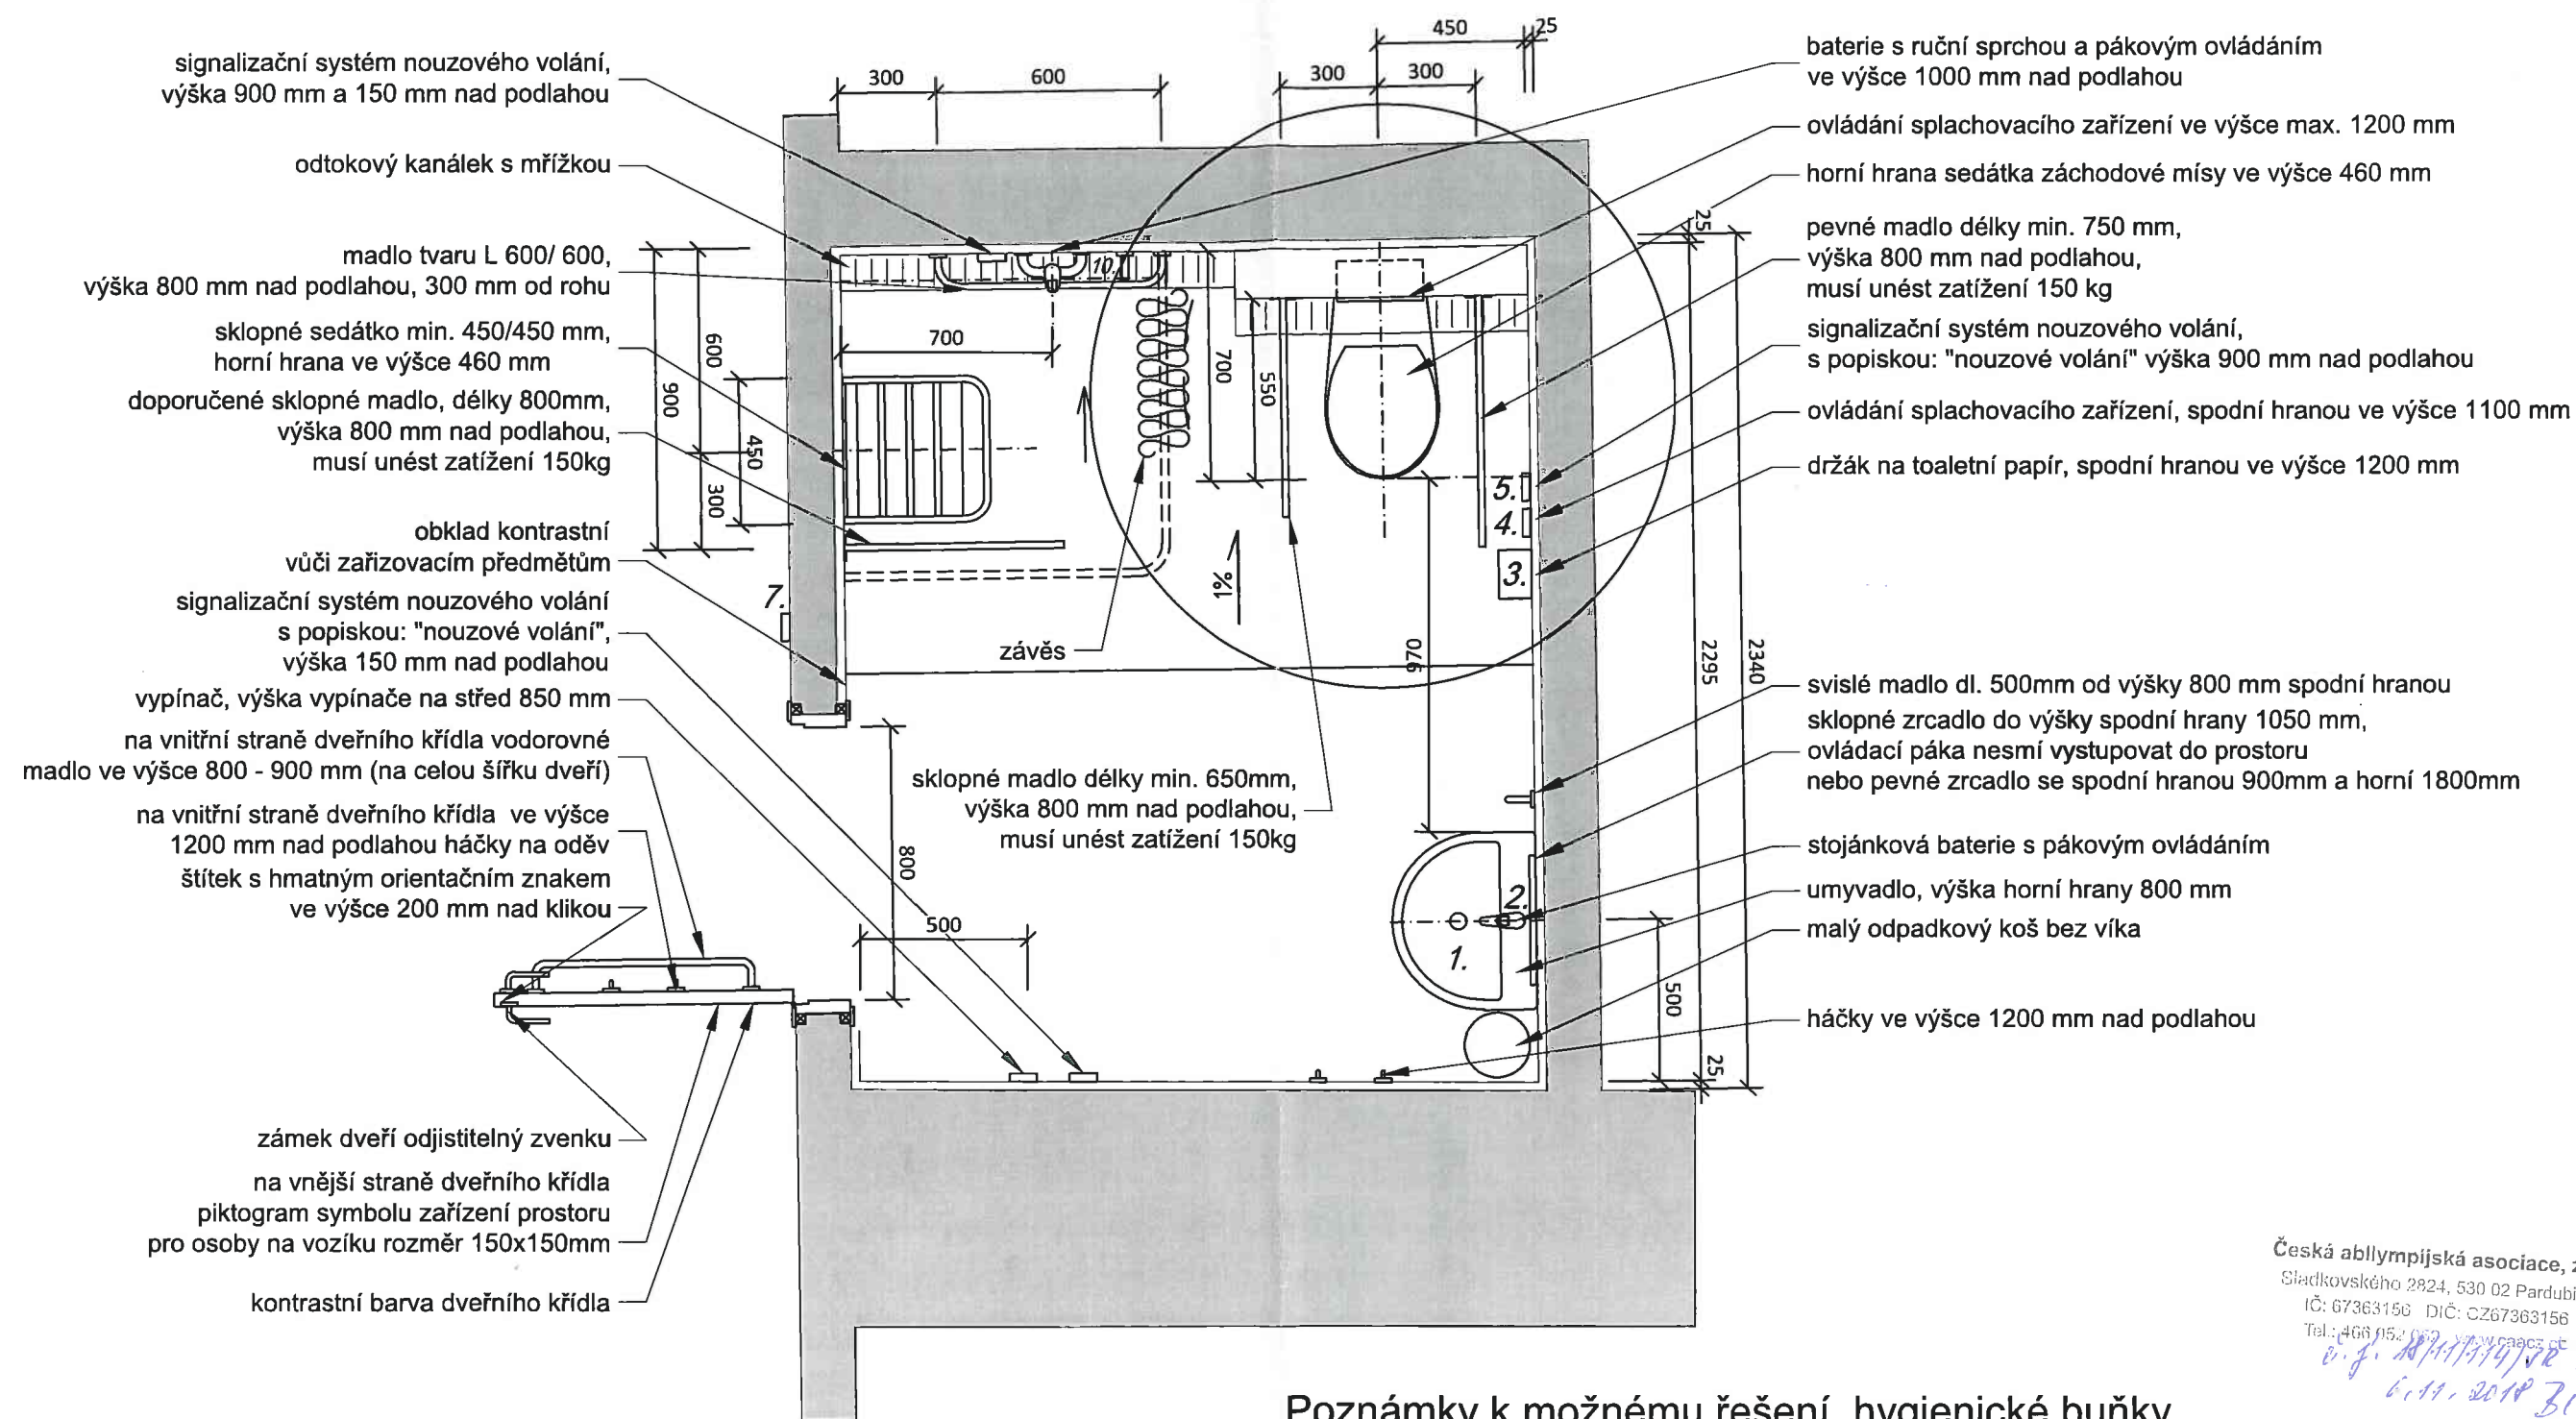 signalizační systém nouzového volání,
výška 900 mm a 150 mm nad podlahou
odtokový kanálek s mřížkou
madlo tvaru L 600/ 600,
výška 800 mm nad podlahou, 300 mm od rohu
sklopné sedátko min. 450/450 mm,
horní hrana ve výšce 460 mm
doporučené sklopné madlo, délky 800mm,
výška 800 mm nad podlahou,
musí unést zatížení 150kg
obklad kontrastní
vůči zařizovacím předmětům
signalizační systém nouzového volání
s popiskou: "nouzové volání",
výška 150 mm nad podlahou
vypínač, výška vypínače na střed 850 mm
na vnitřní straně dveřního křídla vodorovné
madlo ve výšce 800 - 900 mm (na celou šířku dveří)
na vnitřní straně dveřního křídla ve výšce
1200 mm nad podlahou háčky na oděv
štítek s hmatným orientačním znakem
ve výšce 200 mm nad klikou
zámek dveří odjistitelný zvenku
na vnější straně dveřního křídla
piktogram symbolu zařízení prostoru
pro osoby na vozíku rozměr 150x150mm
kontrastní barva dveřního křídla
300
600
450
25
300
300
10.
700
600
900
450
300
700
550
1%
7.
závěs
970
5.
4.
3.
sklopné madlo délky min. 650mm,
výška 800 mm nad podlahou,
musí unést zatížení 150kg
800
500
2.
1.
25
2295
2340
500
25
baterie s ruční sprchou a pákovým ovládáním
ve výšce 1000 mm nad podlahou
ovládání splachovacího zařízení ve výšce max. 1200 mm
horní hrana sedátka záchodové mísy ve výšce 460 mm
pevné madlo délky min. 750 mm,
výška 800 mm nad podlahou,
musí unést zatížení 150 kg
signalizační systém nouzového volání,
s popiskou: "nouzové volání" výška 900 mm nad podlahou
ovládání splachovacího zařízení, spodní hranou ve výšce 1100 mm
držák na toaletní papír, spodní hranou ve výšce 1200 mm
svislé madlo dl. 500mm od výšky 800 mm spodní hranou
sklopné zrcadlo do výšky spodní hrany 1050 mm,
ovládací páka nesmí vystupovat do prostoru
nebo pevné zrcadlo se spodní hranou 900mm a horní 1800mm
stojánková baterie s pákovým ovládáním
umyvadlo, výška horní hrany 800 mm
malý odpadkový koš bez víka
háčky ve výšce 1200 mm nad podlahou
Česká abilympijská asociace,
Sladkovského 2824, 530 02 Pardubi
IČ: 67363156 DIČ: CZ67363156
Tel.: 466 052
6.11. 2018
Poznámky k možnému řešení hygienické buňky